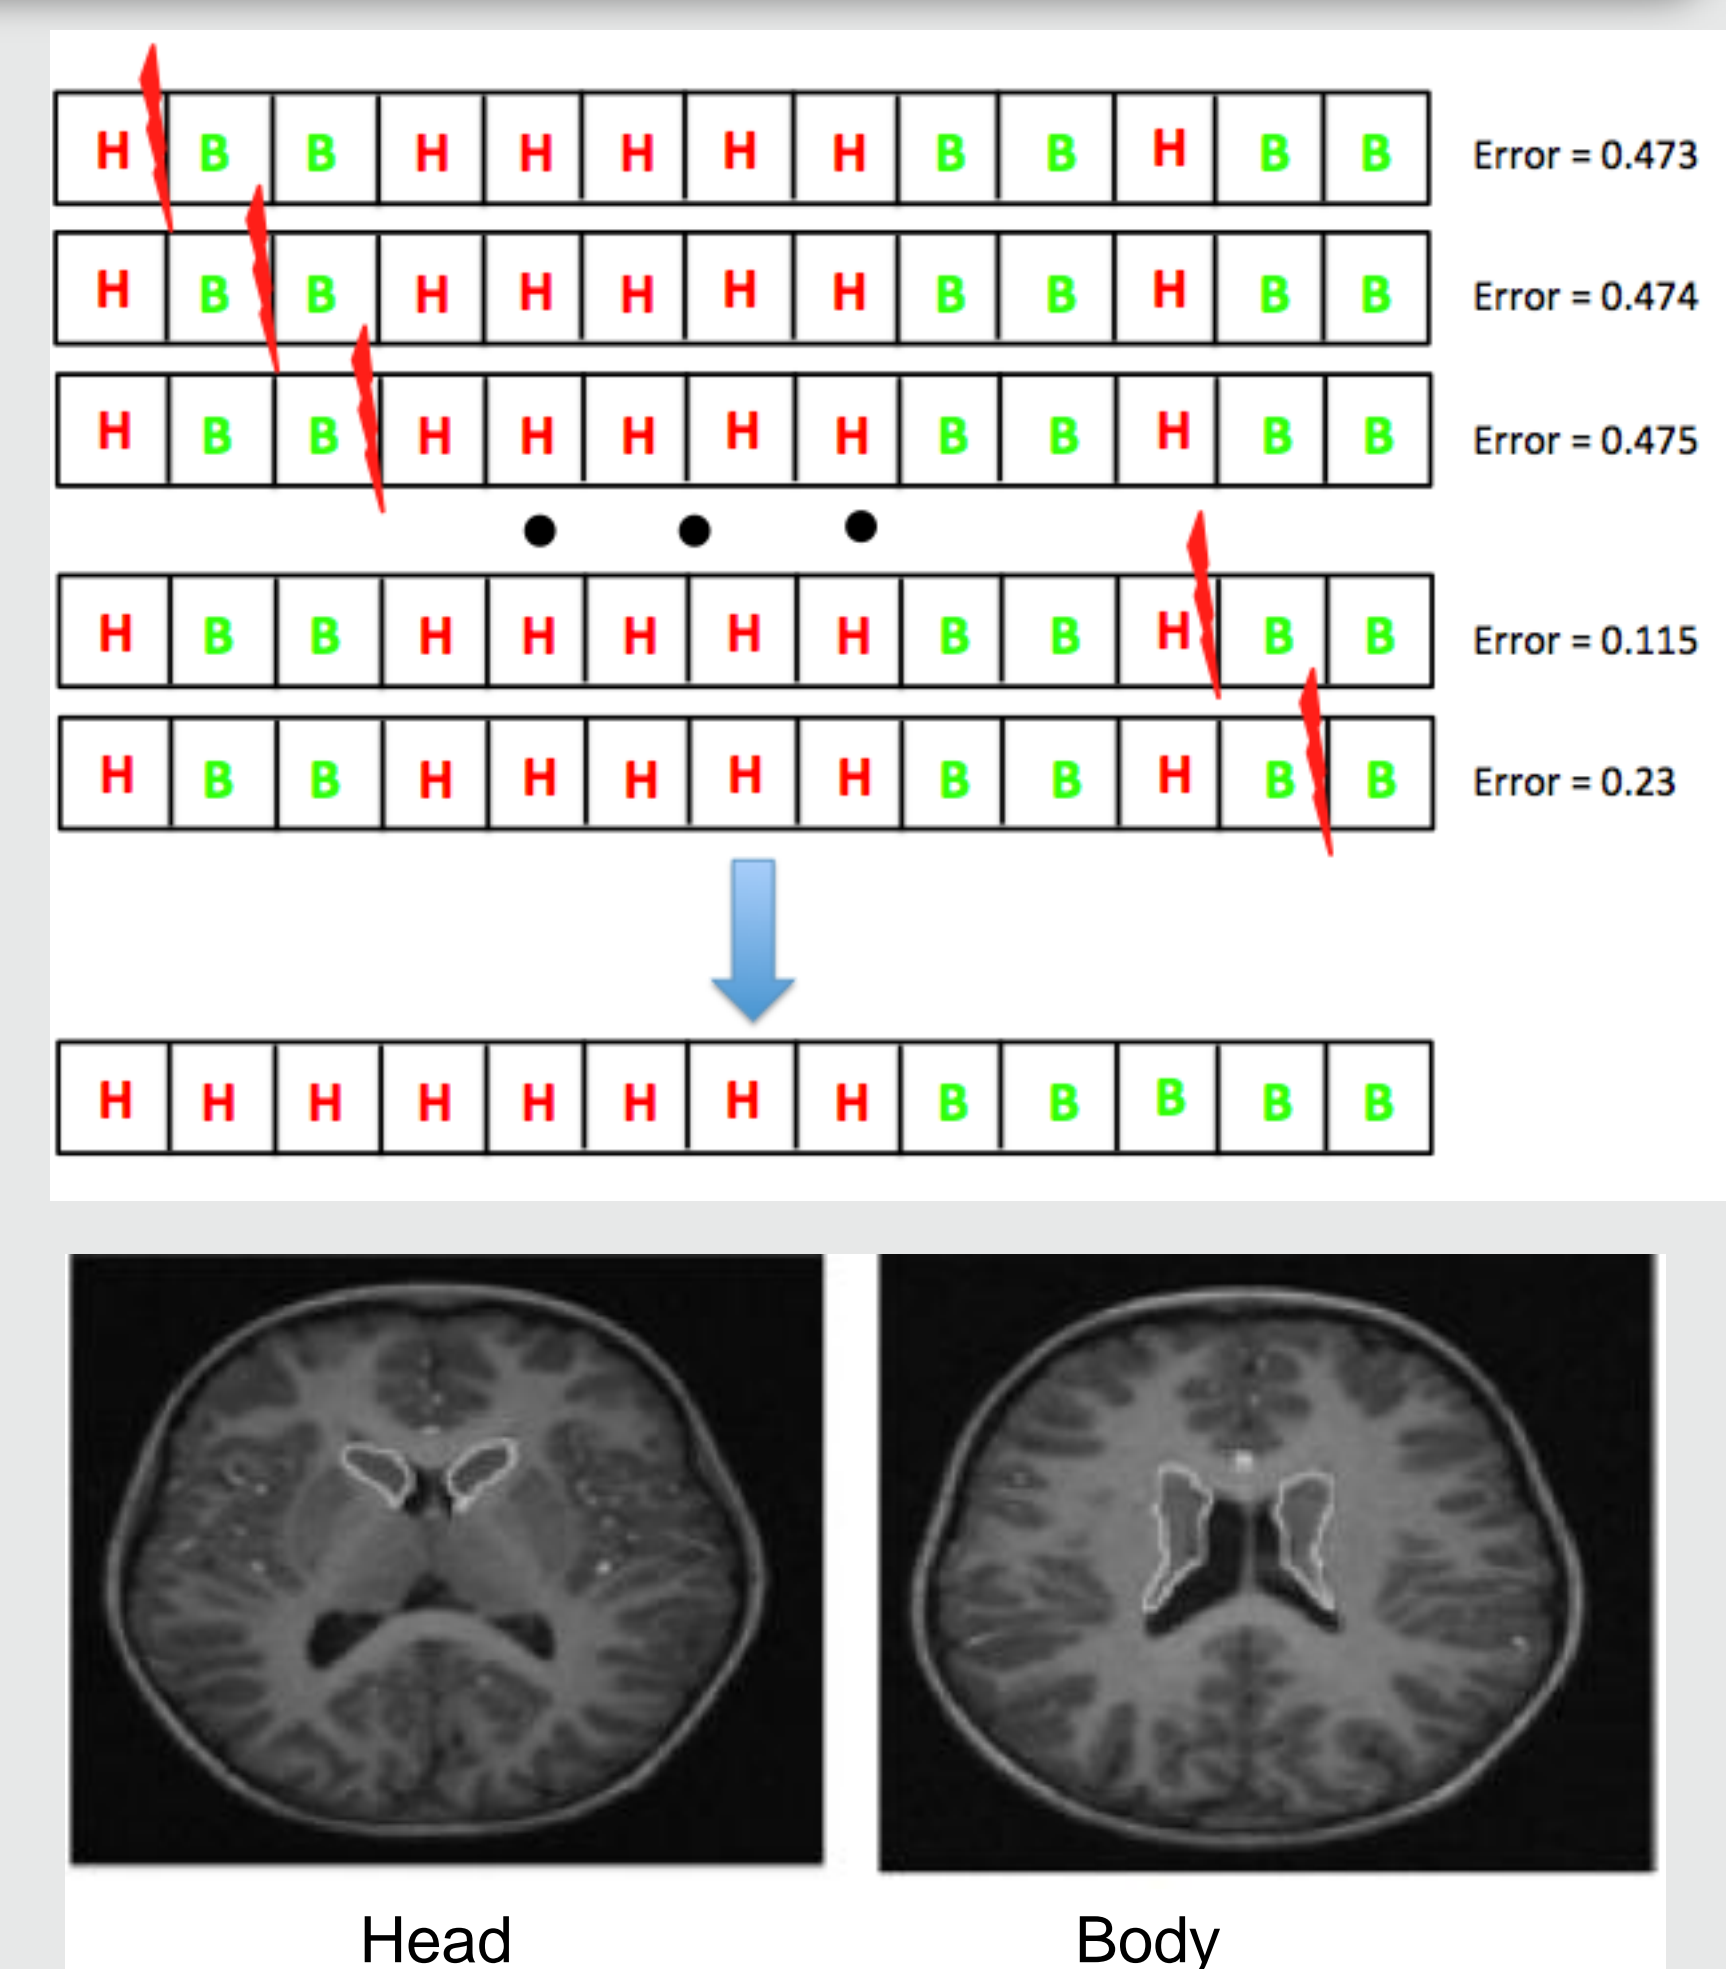 H B B H H H H H B B H B B Error = 0.473
H B B H H H H H B B H B B Error = 0.474
H B B H H H H H B B H B B Error = 0.475
H B B H H H H H B B H B B Error = 0.115
H B B H H H H H B B H B B Error = 0.23
H H H H H H H H B B B B B
Head Body